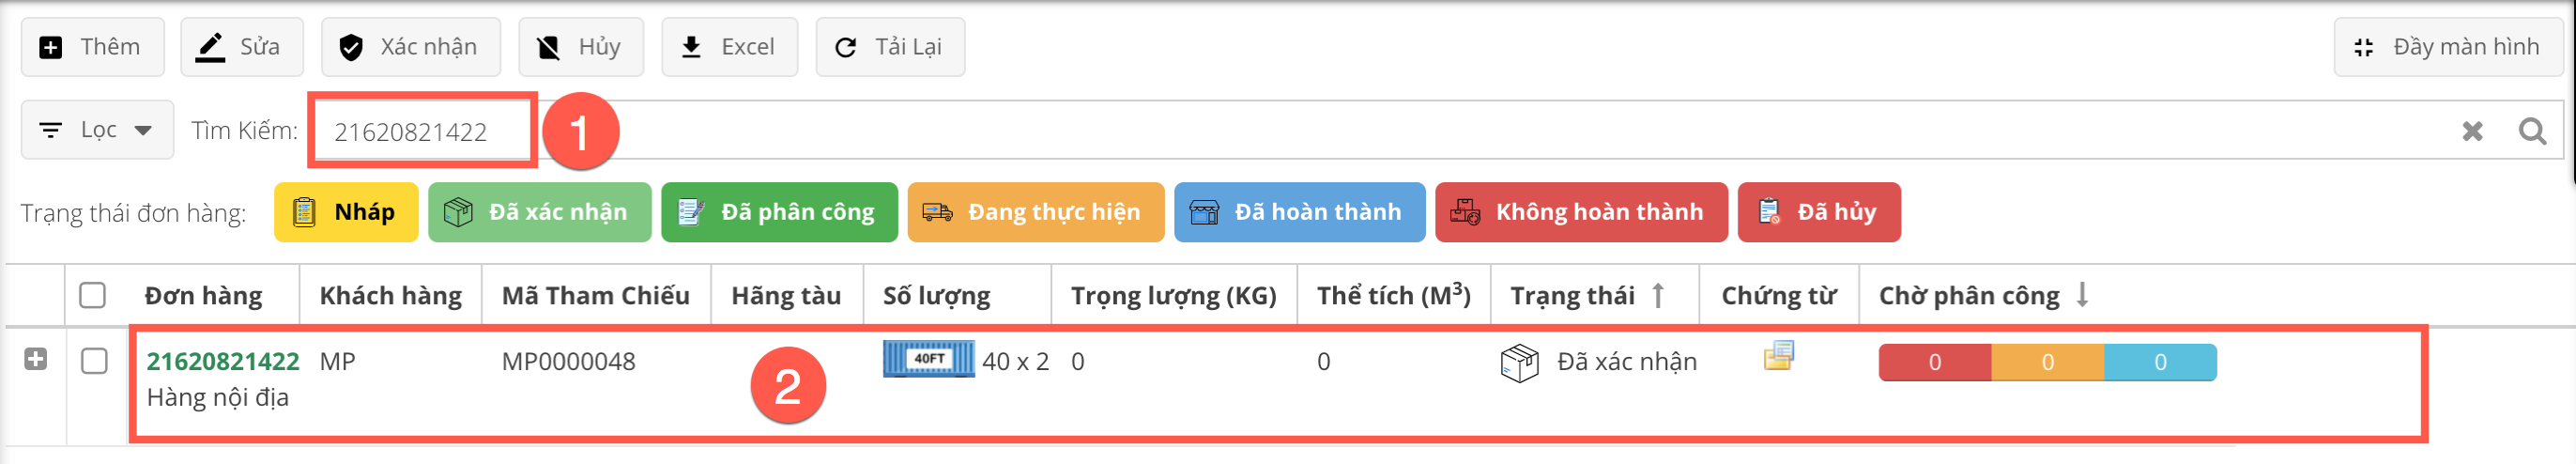 Thêm Sửa Xác nhận Hủy Excel Tải Lại Đầy màn hình
Lọc Tìm Kiếm: 21620821422 1
Trạng thái đơn hàng: Nháp Đã xác nhận Đã phân công Đang thực hiện Đã hoàn thành Không hoàn thành Đã hủy
Đơn hàng Khách hàng Mã Tham Chiếu Hãng tàu Số lượng Trọng lượng (KG) Thể tích (M³) Trạng thái Chứng từ Chờ phân công
21620821422 MP MP0000048 2 40FT 40 x 2 0 0 Đã xác nhận 0 0 0
Hàng nội địa